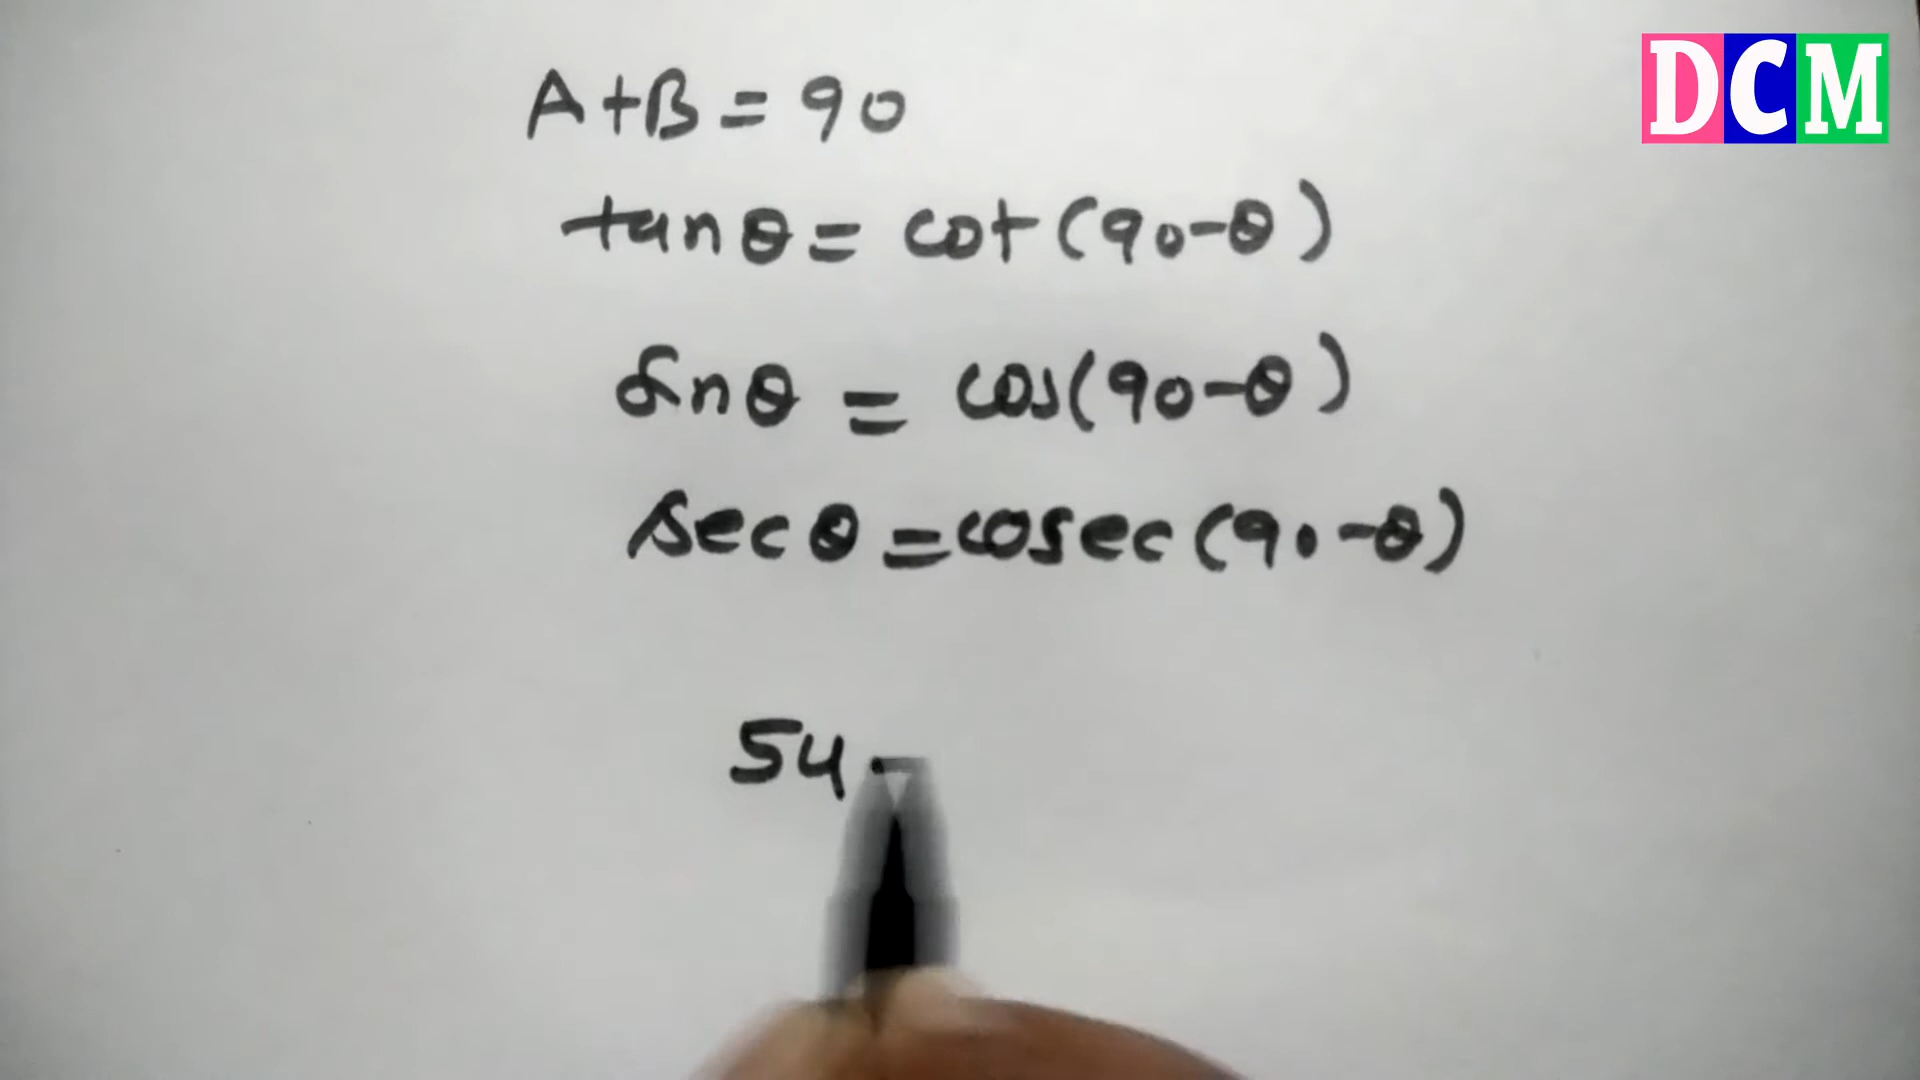 DCM
A+B=90
tanθ = cot(90-θ)
sinθ = cos(90-θ)
secθ = cosec(90-θ)
54